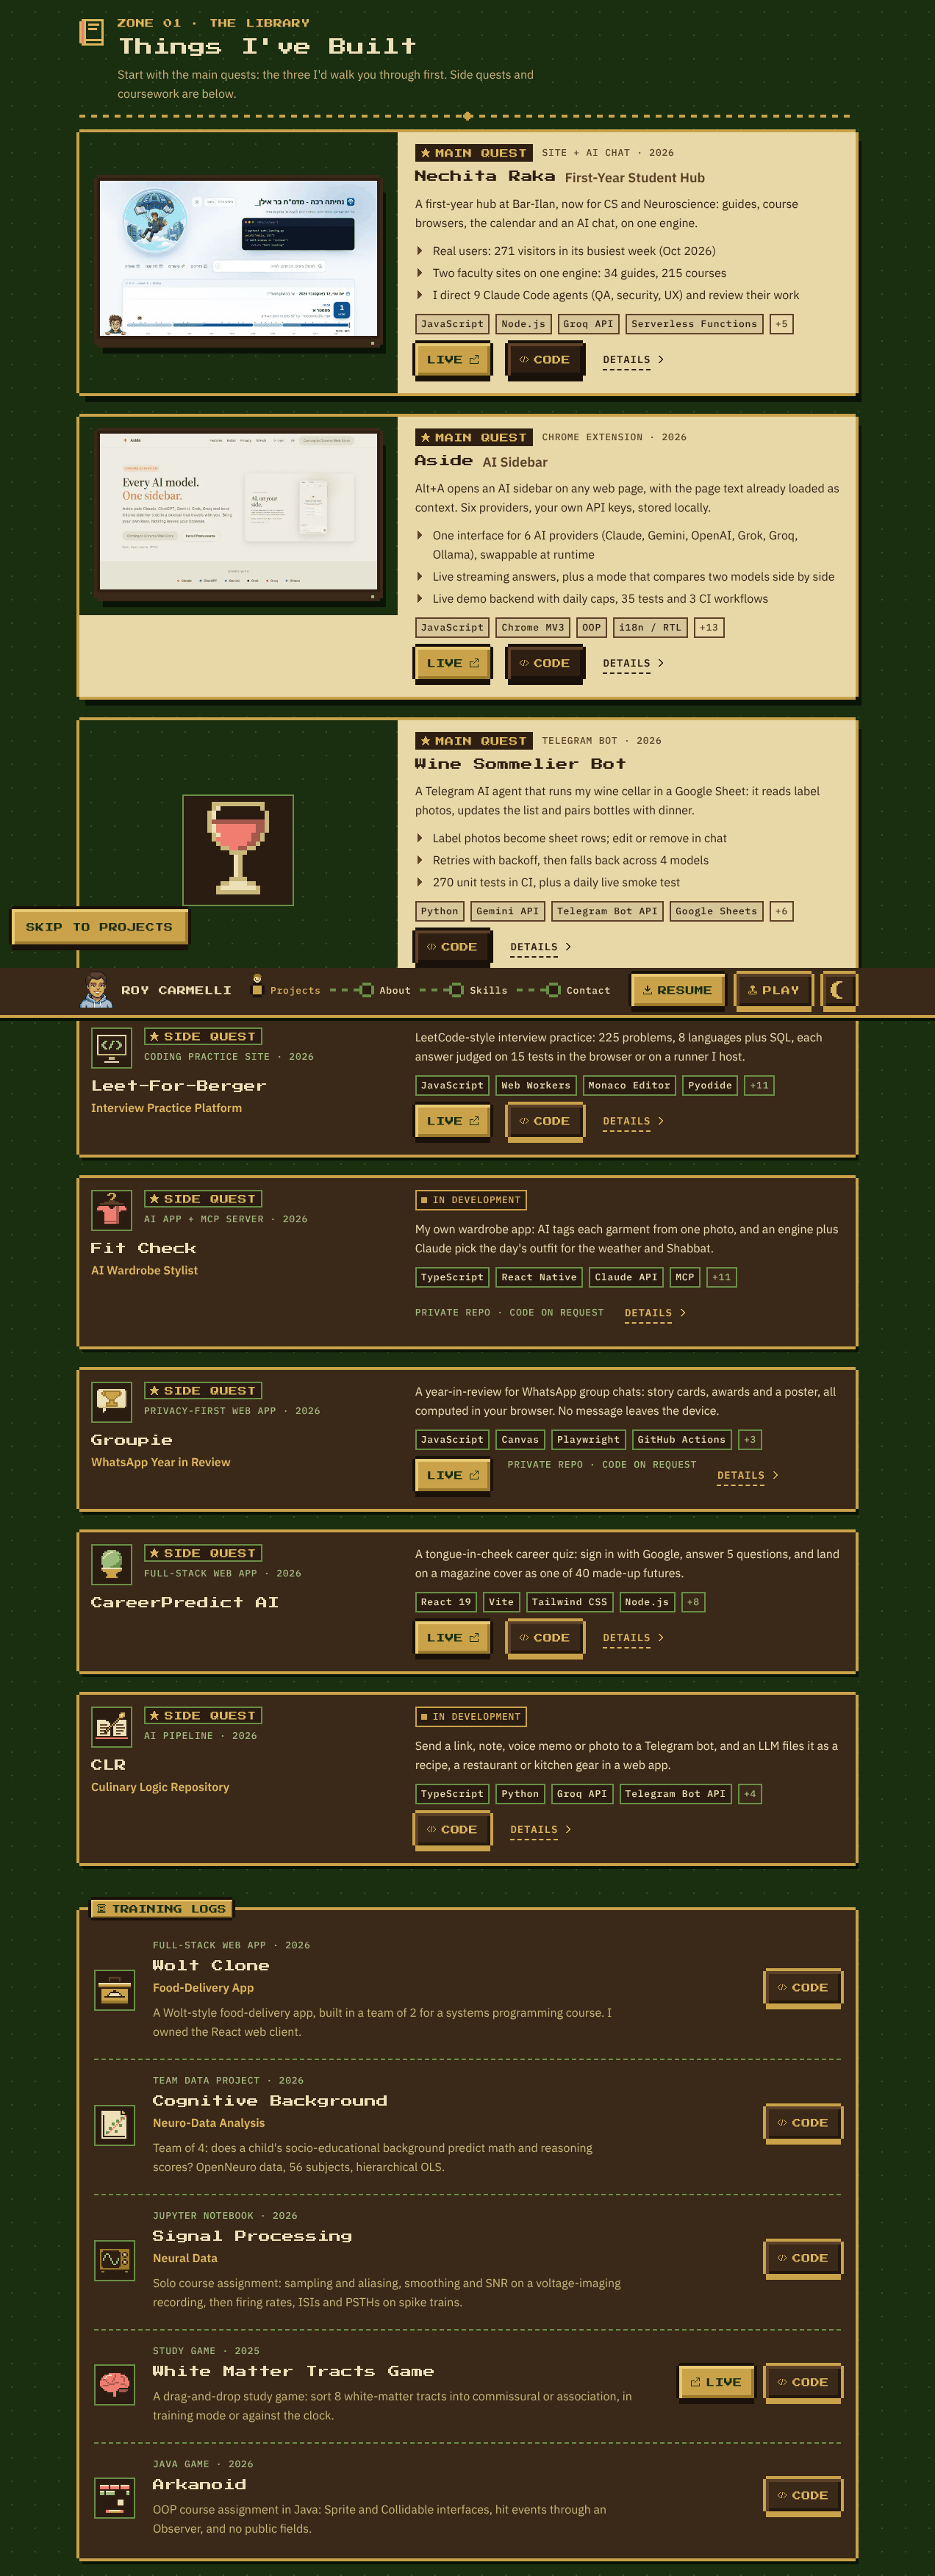 ZONE 01 · THE LIBRARY
Things I've Built
Start with the main quests: the three I'd walk you through first. Side quests and
coursework are below.
נחיתה רכה - מדמ"ח בר אילן_
MAIN QUEST SITE + AI CHAT · 2026
Nechita Raka First-Year Student Hub
A first-year hub at Bar-Ilan, now for CS and Neuroscience: guides, course
browsers, the calendar and an AI chat, on one engine.
Real users: 271 visitors in its busiest week (Oct 2026)
Two faculty sites on one engine: 34 guides, 215 courses
I direct 9 Claude Code agents (QA, security, UX) and review their work
JavaScript Node.js Groq API Serverless Functions +5
LIVE CODE DETAILS
Aside
Every AI model.
One sidebar.
AI, on your
side.
MAIN QUEST CHROME EXTENSION · 2026
Aside AI Sidebar
Alt+A opens an AI sidebar on any web page, with the page text already loaded as
context. Six providers, your own API keys, stored locally.
One interface for 6 AI providers (Claude, Gemini, OpenAI, Grok, Groq,
Ollama), swappable at runtime
Live streaming answers, plus a mode that compares two models side by side
Live demo backend with daily caps, 35 tests and 3 CI workflows
JavaScript Chrome MV3 OOP i18n / RTL +13
LIVE CODE DETAILS
MAIN QUEST TELEGRAM BOT · 2026
Wine Sommelier Bot
A Telegram AI agent that runs my wine cellar in a Google Sheet: it reads label
photos, updates the list and pairs bottles with dinner.
Label photos become sheet rows; edit or remove in chat
Retries with backoff, then falls back across 4 models
270 unit tests in CI, plus a daily live smoke test
Python Gemini API Telegram Bot API Google Sheets +6
SKIP TO PROJECTS
CODE DETAILS
ROY CARMELLI Projects About Skills Contact RESUME PLAY
SIDE QUEST
CODING PRACTICE SITE · 2026
Leet-For-Berger
Interview Practice Platform
LeetCode-style interview practice: 225 problems, 8 languages plus SQL, each
answer judged on 15 tests in the browser or on a runner I host.
JavaScript Web Workers Monaco Editor Pyodide +11
LIVE CODE DETAILS
SIDE QUEST
AI APP + MCP SERVER · 2026
Fit Check
AI Wardrobe Stylist
IN DEVELOPMENT
My own wardrobe app: AI tags each garment from one photo, and an engine plus
Claude pick the day's outfit for the weather and Shabbat.
TypeScript React Native Claude API MCP +11
PRIVATE REPO · CODE ON REQUEST DETAILS
SIDE QUEST
PRIVACY-FIRST WEB APP · 2026
Groupie
WhatsApp Year in Review
A year-in-review for WhatsApp group chats: story cards, awards and a poster, all
computed in your browser. No message leaves the device.
JavaScript Canvas Playwright GitHub Actions +3
LIVE PRIVATE REPO · CODE ON REQUEST DETAILS
SIDE QUEST
FULL-STACK WEB APP · 2026
CareerPredict AI
A tongue-in-cheek career quiz: sign in with Google, answer 5 questions, and land
on a magazine cover as one of 40 made-up futures.
React 19 Vite Tailwind CSS Node.js +8
LIVE CODE DETAILS
SIDE QUEST
AI PIPELINE · 2026
CLR
Culinary Logic Repository
IN DEVELOPMENT
Send a link, note, voice memo or photo to a Telegram bot, and an LLM files it as a
recipe, a restaurant or kitchen gear in a web app.
TypeScript Python Groq API Telegram Bot API +4
CODE DETAILS
TRAINING LOGS
FULL-STACK WEB APP · 2026
Wolt Clone
Food-Delivery App
A Wolt-style food-delivery app, built in a team of 2 for a systems programming course. I
owned the React web client.
CODE
TEAM DATA PROJECT · 2026
Cognitive Background
Neuro-Data Analysis
Team of 4: does a child's socio-educational background predict math and reasoning
scores? OpenNeuro data, 56 subjects, hierarchical OLS.
CODE
JUPYTER NOTEBOOK · 2026
Signal Processing
Neural Data
Solo course assignment: sampling and aliasing, smoothing and SNR on a voltage-imaging
recording, then firing rates, ISIs and PSTHs on spike trains.
CODE
STUDY GAME · 2025
White Matter Tracts Game
A drag-and-drop study game: sort 8 white-matter tracts into commissural or association, in
training mode or against the clock.
LIVE CODE
JAVA GAME · 2026
Arkanoid
OOP course assignment in Java: Sprite and Collidable interfaces, hit events through an
Observer, and no public fields.
CODE